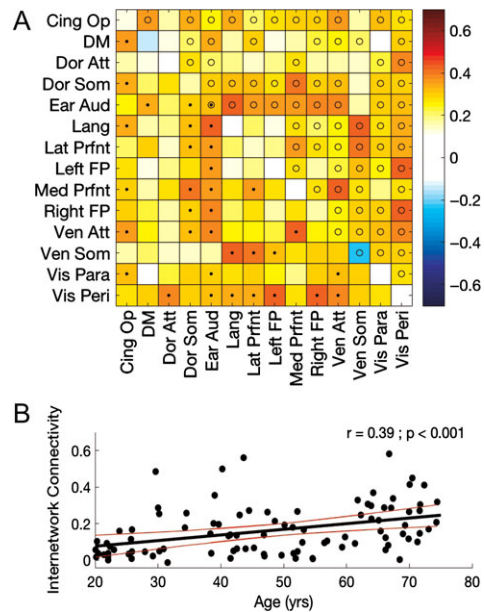 A
Cing Op
DM
Dor Att
Dor Som
Ear Aud
Lang
Lat Prfnt
Left FP
Med Prfnt
Right FP
Ven Att
Ven Som
Vis Para
Vis Peri
Cing Op DM Dor Att Dor Som Ear Aud Lang Lat Prfnt Left FP Med Prfnt Right FP Ven Att Ven Som Vis Para Vis Peri
0.6
0.4
0.2
0
−0.2
−0.4
−0.6
B
r = 0.39 ; p < 0.001
Internetwork Connectivity
0.6
0.4
0.2
0
20 30 40 50 60 70 80
Age (yrs)